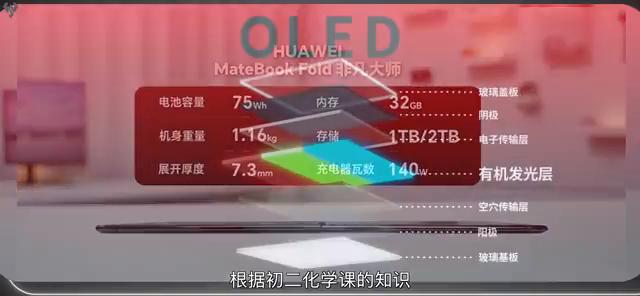 OLED
HUAWEI
MateBook Fold 非凡大师
电池容量 75Wh 内存 32GB
机身重量 1.16kg 存储 1TB/2TB
展开厚度 7.3mm 充电器瓦数 140W
玻璃盖板
阴极
电子传输层
有机发光层
空穴传输层
阳极
玻璃基板
根据初二化学课的知识